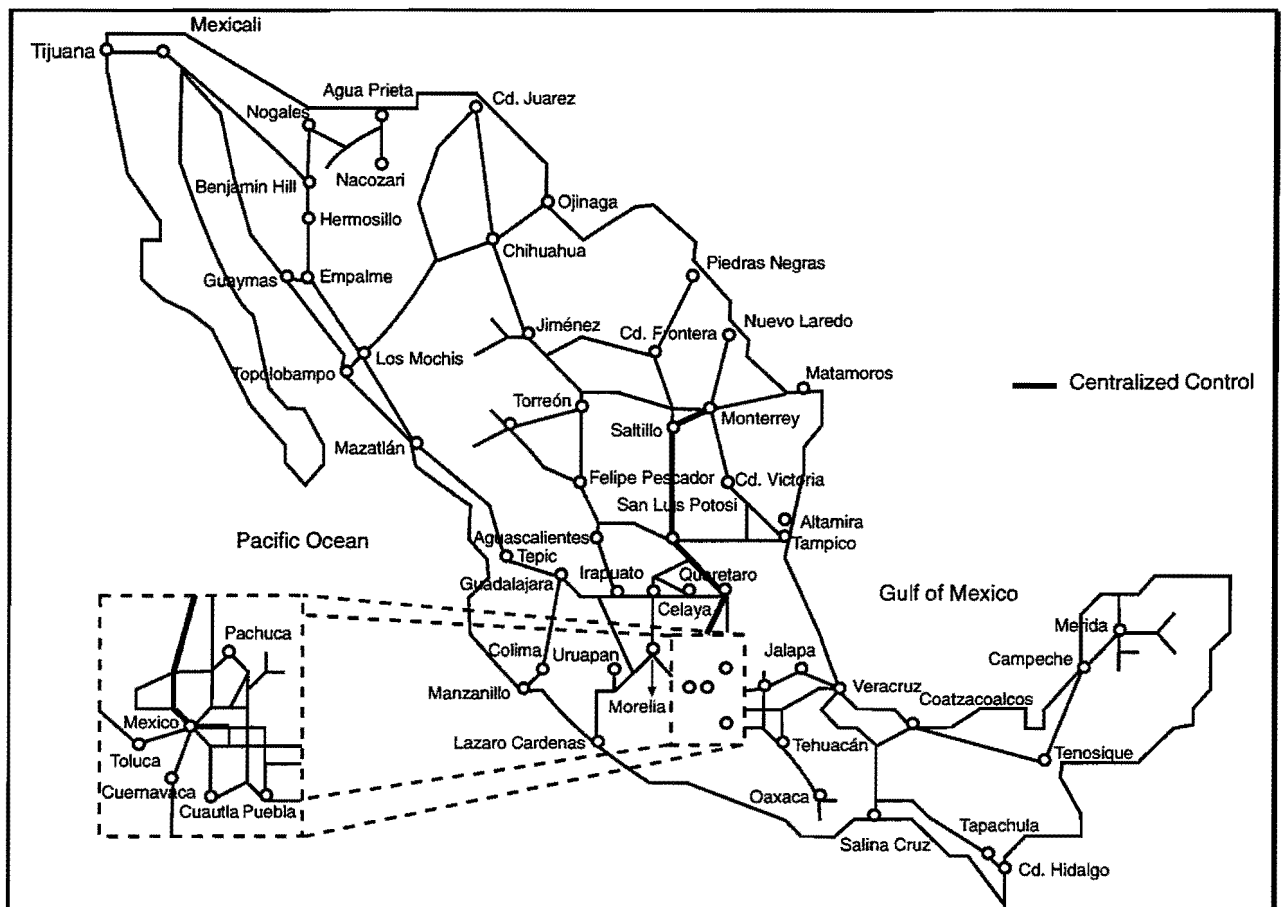 Mexicali
Tijuana
Agua Prieta
Cd. Juarez
Nogales
Benjamin Hill
Nacozari
Ojinaga
Hermosillo
Chihuahua
Piedras Negras
Guaymas
Empalme
Jiménez
Cd. Frontera
Nuevo Laredo
Los Mochis
Topolobampo
Matamoros
Centralized Control
Torreón
Monterrey
Saltillo
Mazatlán
Felipe Pescador
Cd. Victoria
San Luis Potosi
Altamira
Pacific Ocean
Aguascalientes
Tampico
Tepic
Guadalajara
Irapuato
Queretaro
Celaya
Gulf of Mexico
Merida
Pachuca
Colima
Uruapan
Jalapa
Campeche
Manzanillo
Morelia
Veracruz
Coatzacoalcos
Mexico
Lazaro Cardenas
Tehuacán
Tenosique
Toluca
Cuernavaca
Cuautla
Puebla
Oaxaca
Tapachula
Salina Cruz
Cd. Hidalgo